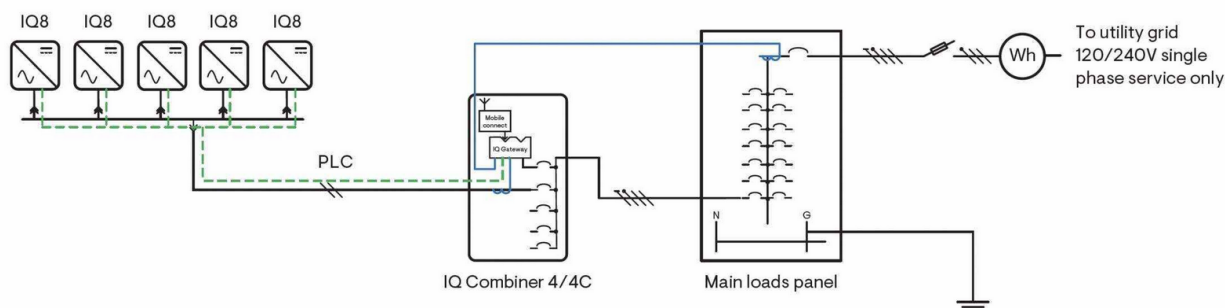 IQ8 IQ8 IQ8 IQ8 IQ8
To utility grid
120/240V single
phase service only
Wh
Mobile
connect
IQ Gateway
PLC
N G
IQ Combiner 4/4C
Main loads panel